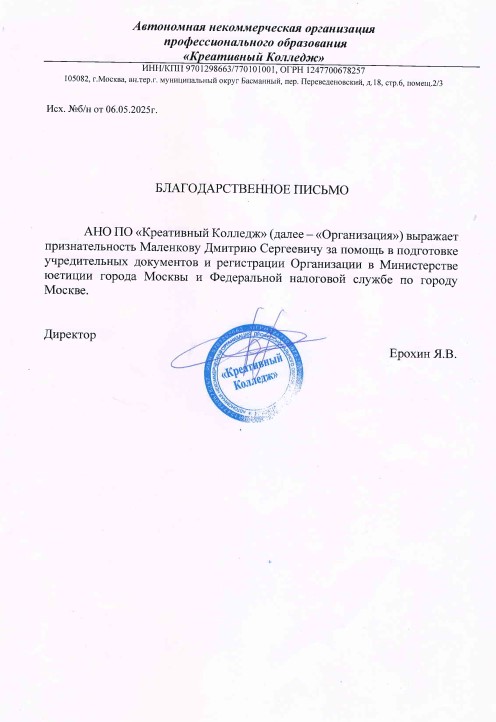 Автономная некоммерческая организация
профессионального образования
«Креативный Колледж»
ИНН/КПП 9701298663/770101001, ОГРН 1247700678257
105082, г.Москва, вн.тер.г. муниципальный округ Басманный, пер. Переведеновский, д.18, стр.6, помещ.2/3
Исх. №б/н от 06.05.2025г.
БЛАГОДАРСТВЕННОЕ ПИСЬМО
АНО ПО «Креативный Колледж» (далее – «Организация») выражает
признательность Маленкову Дмитрию Сергеевичу за помощь в подготовке
учредительных документов и регистрации Организации в Министерстве
юетиции города Москвы и Федеральной налоговой службе по городу
Москве.
Директор
«Креативный
Колледж»
Ерохин Я.В.